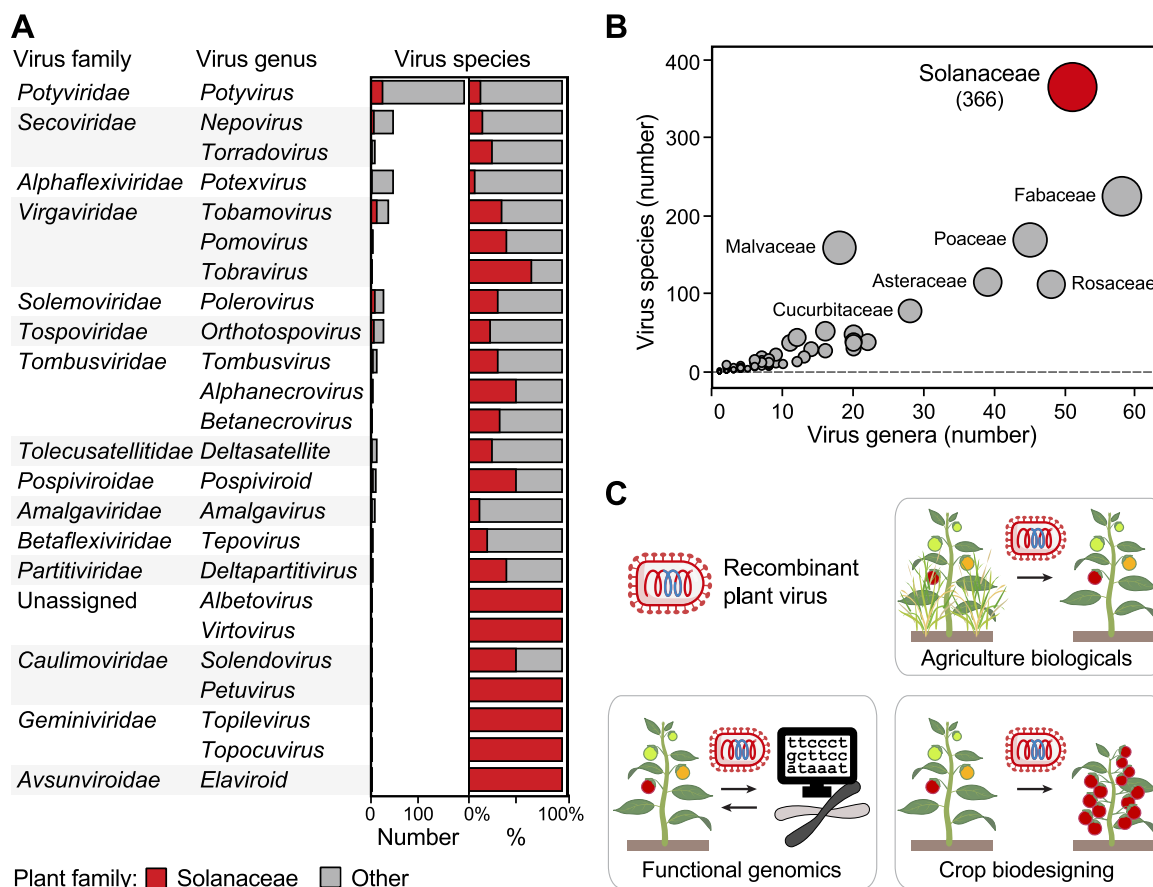 A
Virus family Virus genus Virus species
Potyviridae Potyvirus
Secoviridae Nepovirus
Torradovirus
Alphaflexiviridae Potexvirus
Virgaviridae Tobamovirus
Pomovirus
Tobravirus
Solemoviridae Polerovirus
Tospoviridae Orthotospovirus
Tombusviridae Tombusvirus
Alphanecrovirus
Betanecrovirus
Tolecusatellitidae Deltasatellite
Pospiviroidae Pospiviroid
Amalgaviridae Amalgavirus
Betaflexiviridae Tepovirus
Partitiviridae Deltapartitivirus
Unassigned Albetovirus
Virtovirus
Caulimoviridae Solendovirus
Petuvirus
Geminiviridae Topilevirus
Topocuvirus
Avsunviroidae Elaviroid
0 100 0% 100%
Number %
Plant family: Solanaceae Other
B
Virus species (number)
400
300
200
100
0
Solanaceae
(366)
Fabaceae
Malvaceae
Poaceae
Asteraceae
Rosaceae
Cucurbitaceae
0 10 20 30 40 50 60
Virus genera (number)
C
Recombinant
plant virus
Agriculture biologicals
ttccct
gcttcc
ataaat
Functional genomics
Crop biodesigning